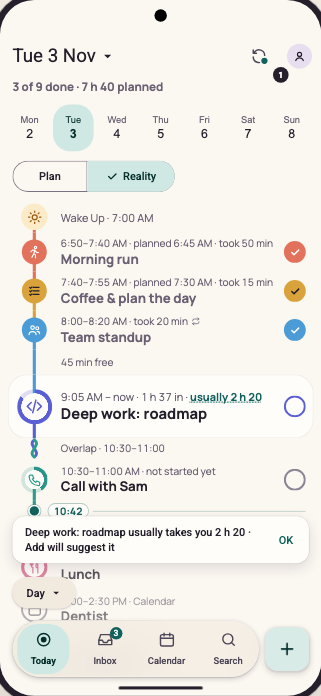 Tue 3 Nov
1
3 of 9 done · 7 h 40 planned
Mon Tue Wed Thu Fri Sat Sun
2 3 4 5 6 7 8
Plan Reality
Wake Up · 7:00 AM
6:50–7:40 AM · planned 6:45 AM · took 50 min
Morning run
7:40–7:55 AM · planned 7:30 AM · took 15 min
Coffee & plan the day
8:00–8:20 AM · took 20 min
Team standup
45 min free
9:05 AM – now · 1 h 37 in · usually 2 h 20
Deep work: roadmap
Overlap · 10:30–11:00
10:30–11:00 AM · not started yet
Call with Sam
10:42
Deep work: roadmap usually takes you 2 h 20 ·
Add will suggest it
OK
Lunch
Day
:00–2:30 PM · Calendar
Dentist
3
Today Inbox Calendar Search
+